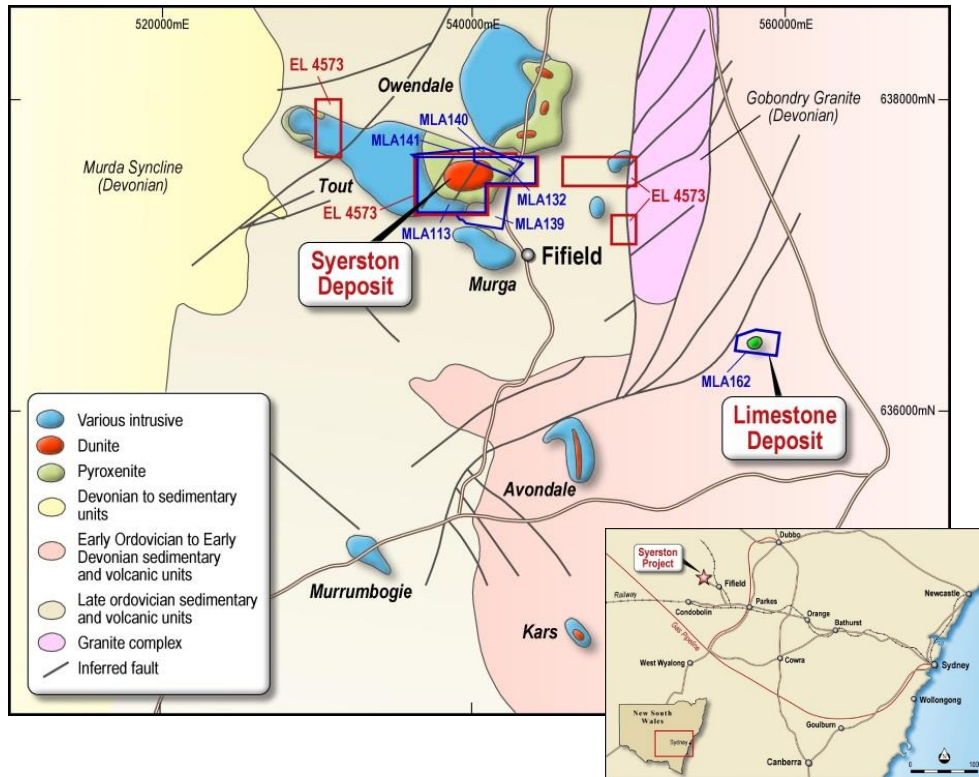 520000mE
540000mE
560000mE
EL 4573
Owendale
638000mN
Gobondry Granite
(Devonian)
MLA140
MLA141
Murda Syncline
(Devonian)
Tout
EL 4573
MLA132
EL 4573
MLA113
MLA139
Syerston
Deposit
Fifield
Murga
MLA162
Limestone
Deposit
636000mN
Avondale
Murrumbogie
Kars
Various intrusive
Dunite
Pyroxenite
Devonian to sedimentary
units
Early Ordovician to Early
Devonian sedimentary
and volcanic units
Late ordovician sedimentary
and volcanic units
Granite complex
Inferred fault
Dubbo
Syerston
Project
Fifield
Newcastle
Railway
Condobolin
Parkes
Orange
Bathurst
Gas Pipeline
West Wyalong
Cowra
Sydney
Wollongong
New South
Wales
Sydney
Goulburn
Canberra
0